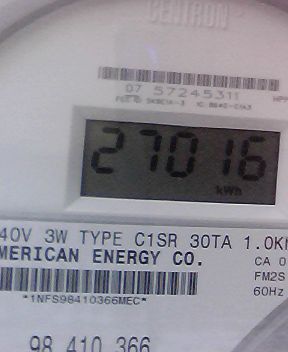 CENTRON
07 57245311
27016
kWh
40V 3W TYPE C1SR 30TA 1.0K
MERICAN ENERGY CO.
CA 0
FM2S
60Hz
*1NFS98410366MEC*
98 410 366